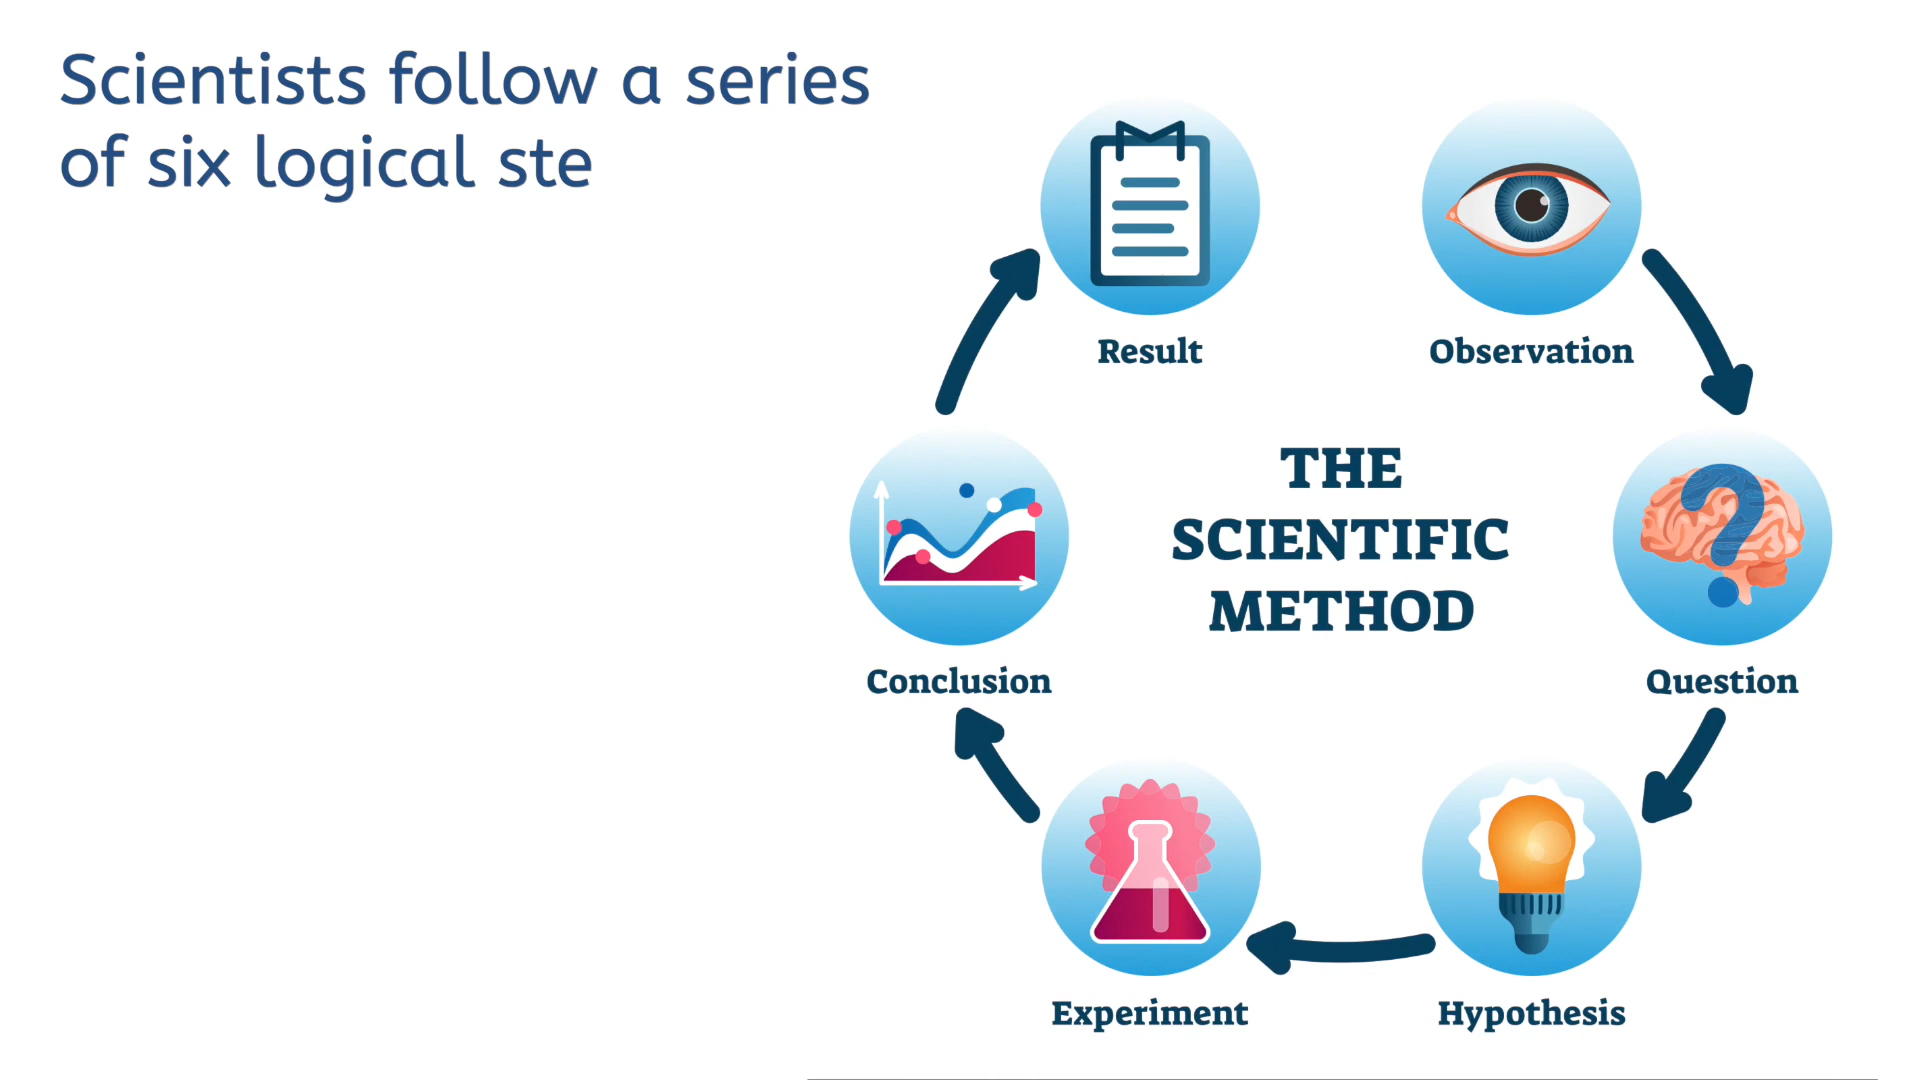 Scientists follow a series
of six logical ste
Result
Observation
THE
SCIENTIFIC
METHOD
Conclusion
Question
Experiment
Hypothesis